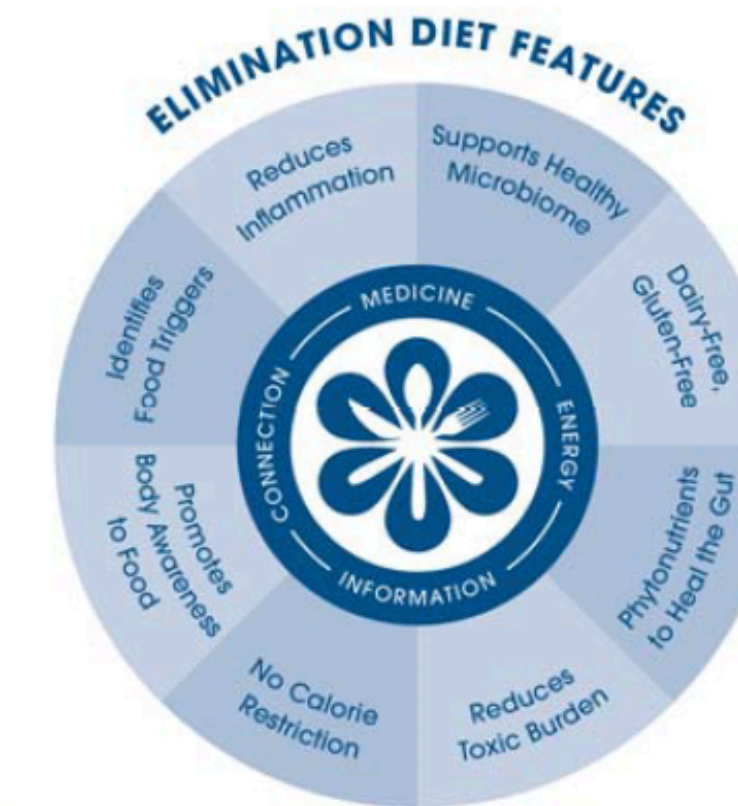 ELIMINATION DIET FEATURES
Reduces
Inflammation
Supports Healthy
Microbiome
Dairy-Free,
Gluten-Free
Phytonutrients
to Heal the Gut
Reduces
Toxic Burden
No Calorie
Restriction
Promotes
Body Awareness
to Food
Identifies
Food Triggers
MEDICINE
ENERGY
INFORMATION
CONNECTION